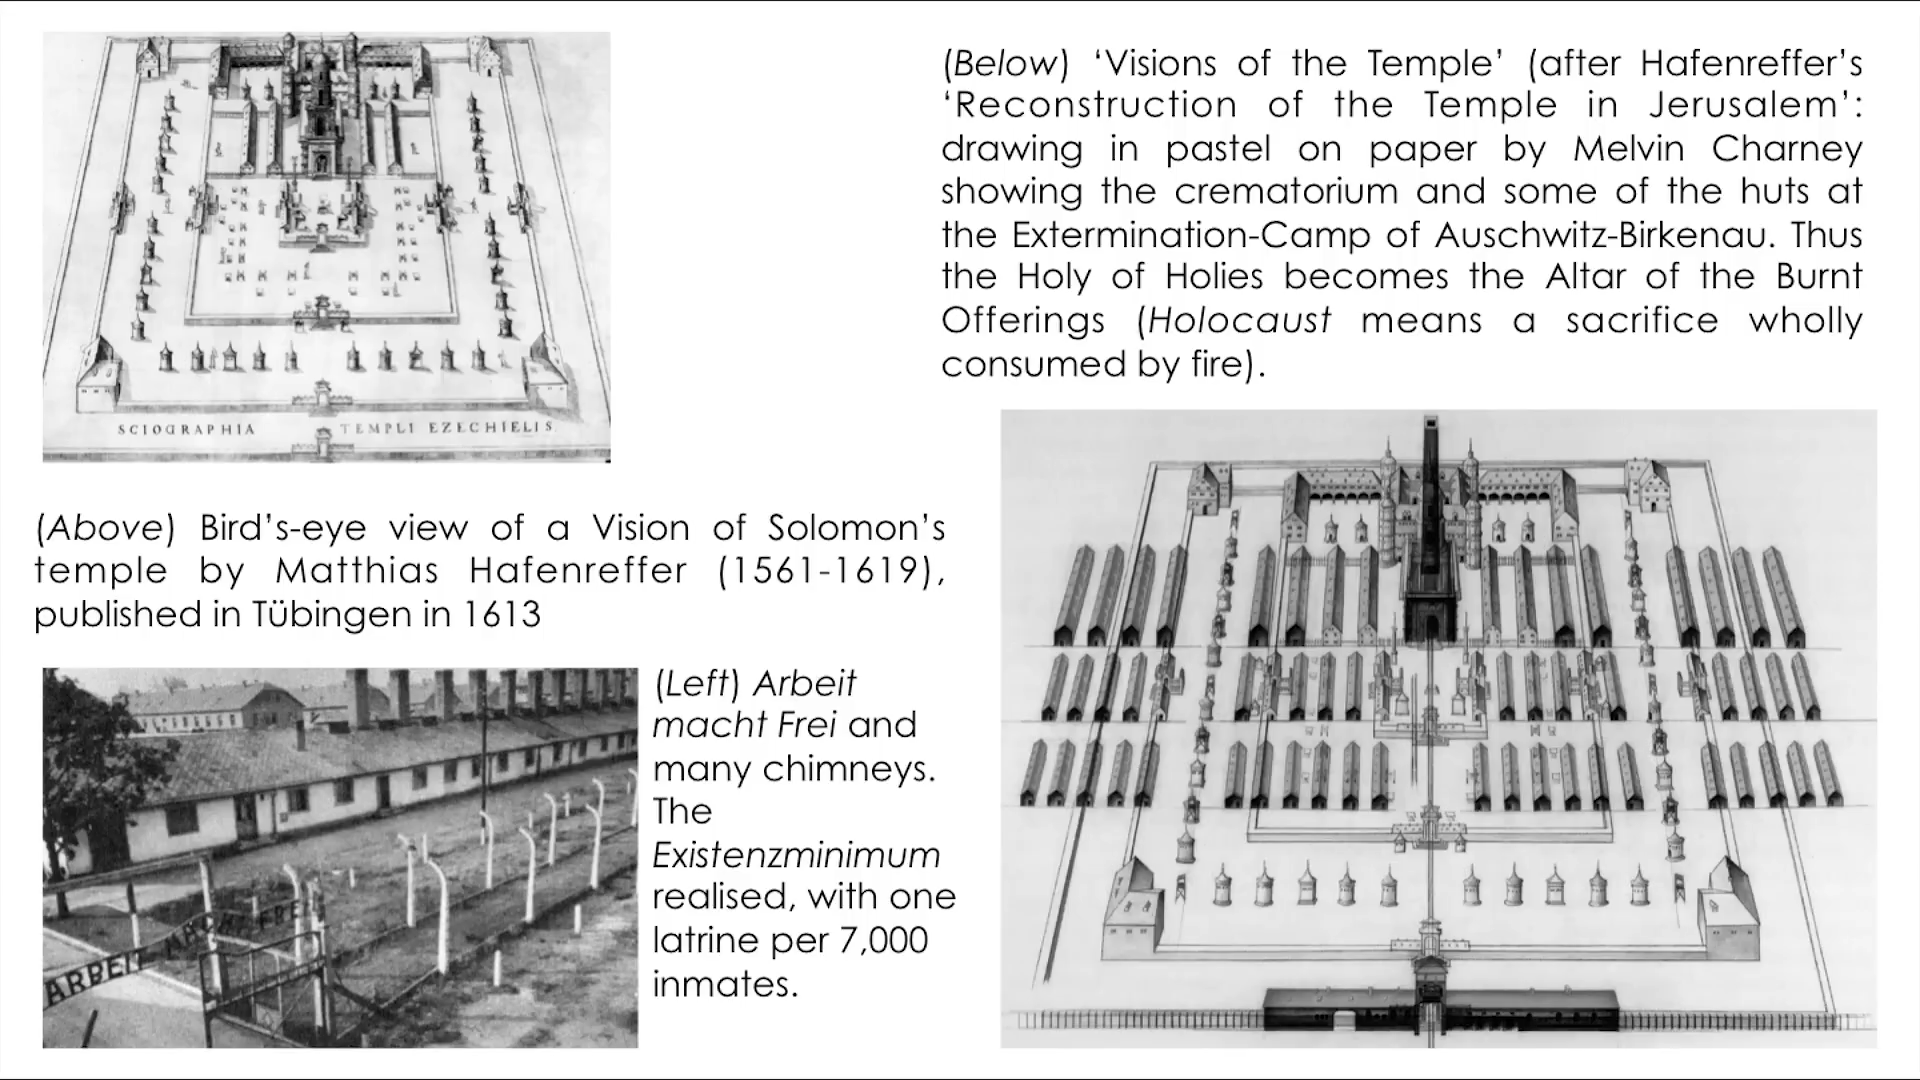 SCIOGRAPHIA TEMPLI EZECHIELIS
(Above) Bird’s-eye view of a Vision of Solomon’s
temple by Matthias Hafenreffer (1561-1619),
published in Tübingen in 1613
ARBEIT MACHT FREI
(Left) Arbeit
macht Frei and
many chimneys.
The
Existenzminimum
realised, with one
latrine per 7,000
inmates.
(Below) ‘Visions of the Temple’ (after Hafenreffer’s
‘Reconstruction of the Temple in Jerusalem’:
drawing in pastel on paper by Melvin Charney
showing the crematorium and some of the huts at
the Extermination-Camp of Auschwitz-Birkenau. Thus
the Holy of Holies becomes the Altar of the Burnt
Offerings (Holocaust means a sacrifice wholly
consumed by fire).